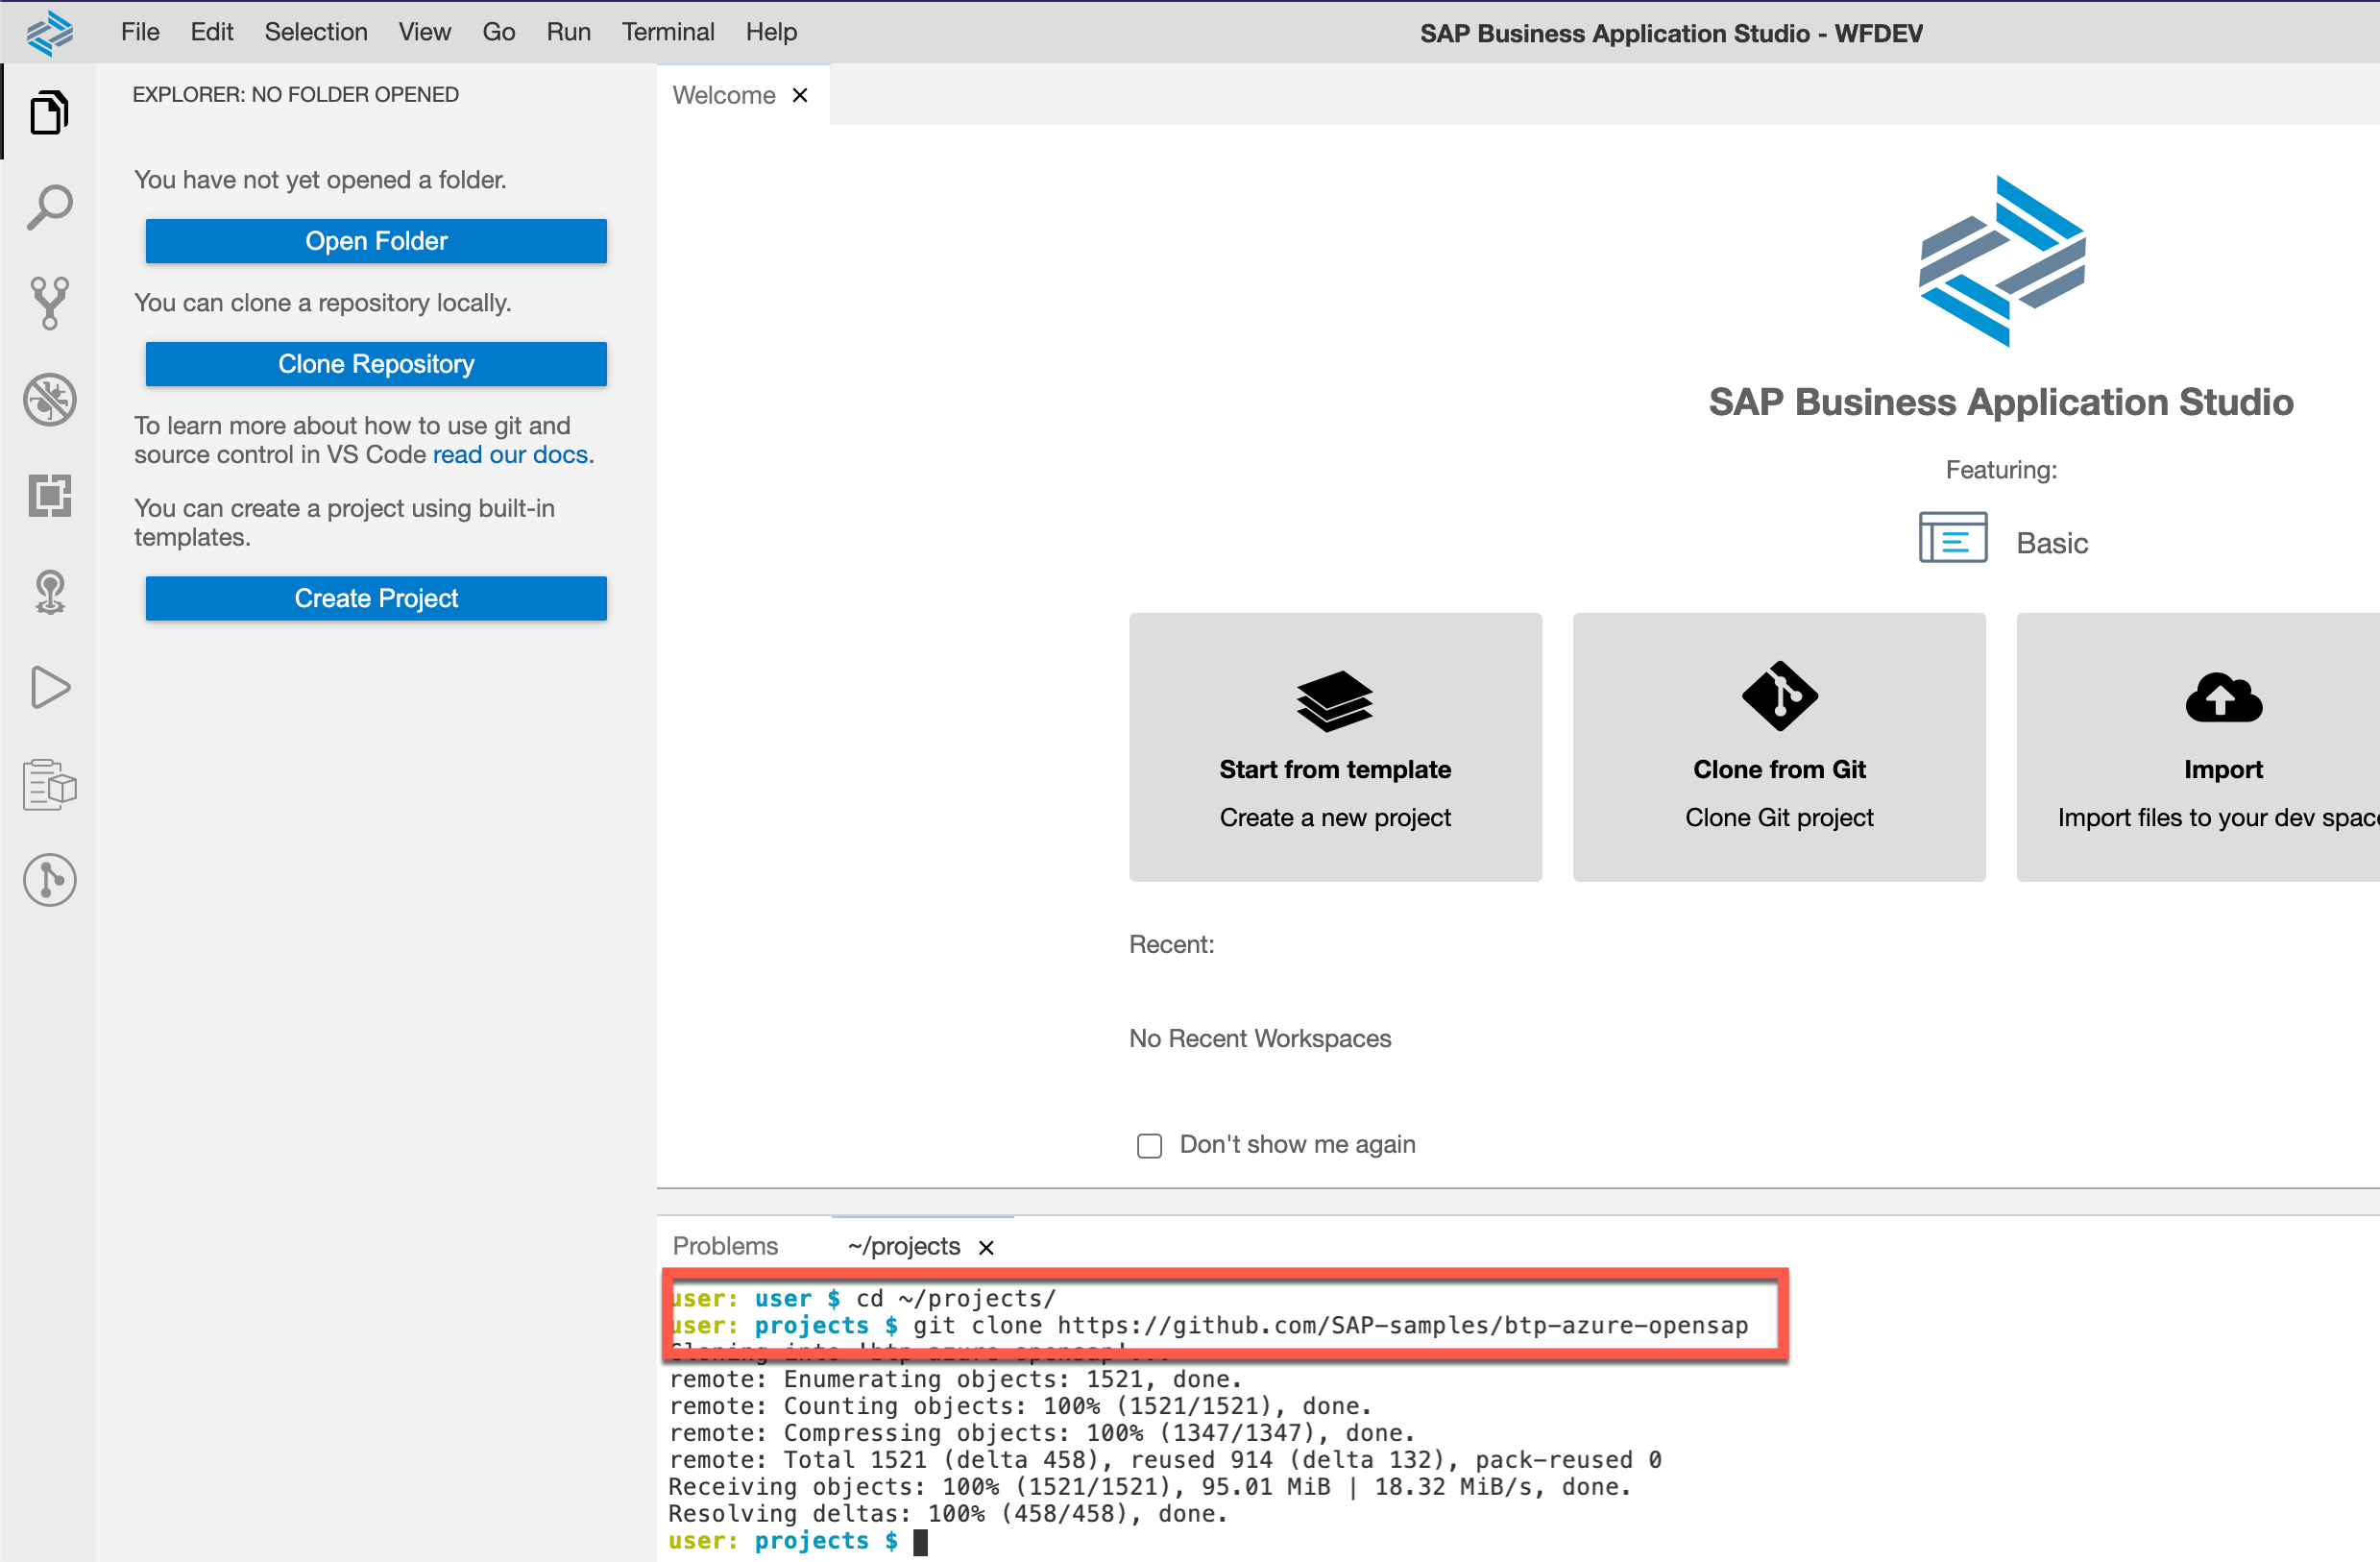 File Edit Selection View Go Run Terminal Help
SAP Business Application Studio - WFDEV
EXPLORER: NO FOLDER OPENED
You have not yet opened a folder.
Open Folder
You can clone a repository locally.
Clone Repository
To learn more about how to use git and
source control in VS Code read our docs.
You can create a project using built-in
templates.
Create Project
Welcome
SAP Business Application Studio
Featuring:
Basic
Start from template
Create a new project
Clone from Git
Clone Git project
Import
Import files to your dev space
Recent:
No Recent Workspaces
Don't show me again
Problems
~/projects
user: user $ cd ~/projects/
user: projects $ git clone https://github.com/SAP-samples/btp-azure-opensap
Cloning into 'btp-azure-opensap'...
remote: Enumerating objects: 1521, done.
remote: Counting objects: 100% (1521/1521), done.
remote: Compressing objects: 100% (1347/1347), done.
remote: Total 1521 (delta 458), reused 914 (delta 132), pack-reused 0
Receiving objects: 100% (1521/1521), 95.01 MiB | 18.32 MiB/s, done.
Resolving deltas: 100% (458/458), done.
user: projects $